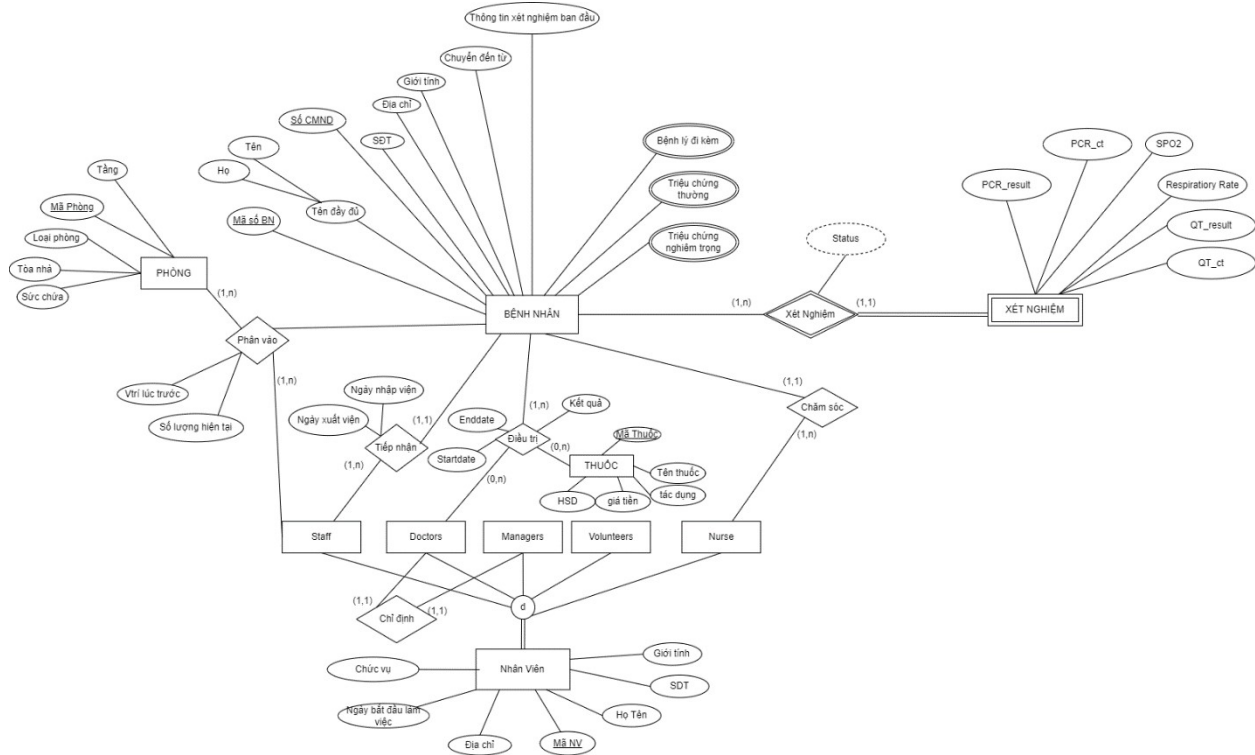 Thông tin xét nghiệm ban đầu
Chuyển đến từ
Giới tính
Địa chỉ
Số CMND
SĐT
Tên
Họ
Tên đầy đủ
Mã số BN
Bệnh lý đi kèm
Triệu chứng
thường
Triệu chứng
nghiêm trọng
PCR_ct
SPO2
PCR_result
Respiratiory Rate
QT_result
QT_ct
Status
Tầng
Mã Phòng
Loại phòng
Tòa nhà
Sức chứa
PHÒNG
(1,n)
BỆNH NHÂN
(1,n)
Xét Nghiệm
(1,1)
XÉT NGHIỆM
Phân vào
Vtrí lúc trước
Số lượng hiện tại
(1,n)
Ngày nhập viện
Ngày xuất viện
(1,1)
Tiếp nhận
(1,n)
(1,n)
Kết quả
Enddate
Điều trị
Startdate
(0,n)
(0,n)
Mã Thuốc
THUỐC
Tên thuốc
tác dụng
HSD
giá tiền
(1,1)
Chăm sóc
(1,n)
Staff
Doctors
Managers
Volunteers
Nurse
(1,1)
Chỉ định
(1,1)
d
Nhân Viên
Chức vụ
Ngày bắt đầu làm
việc
Địa chỉ
Mã NV
Họ Tên
SDT
Giới tính